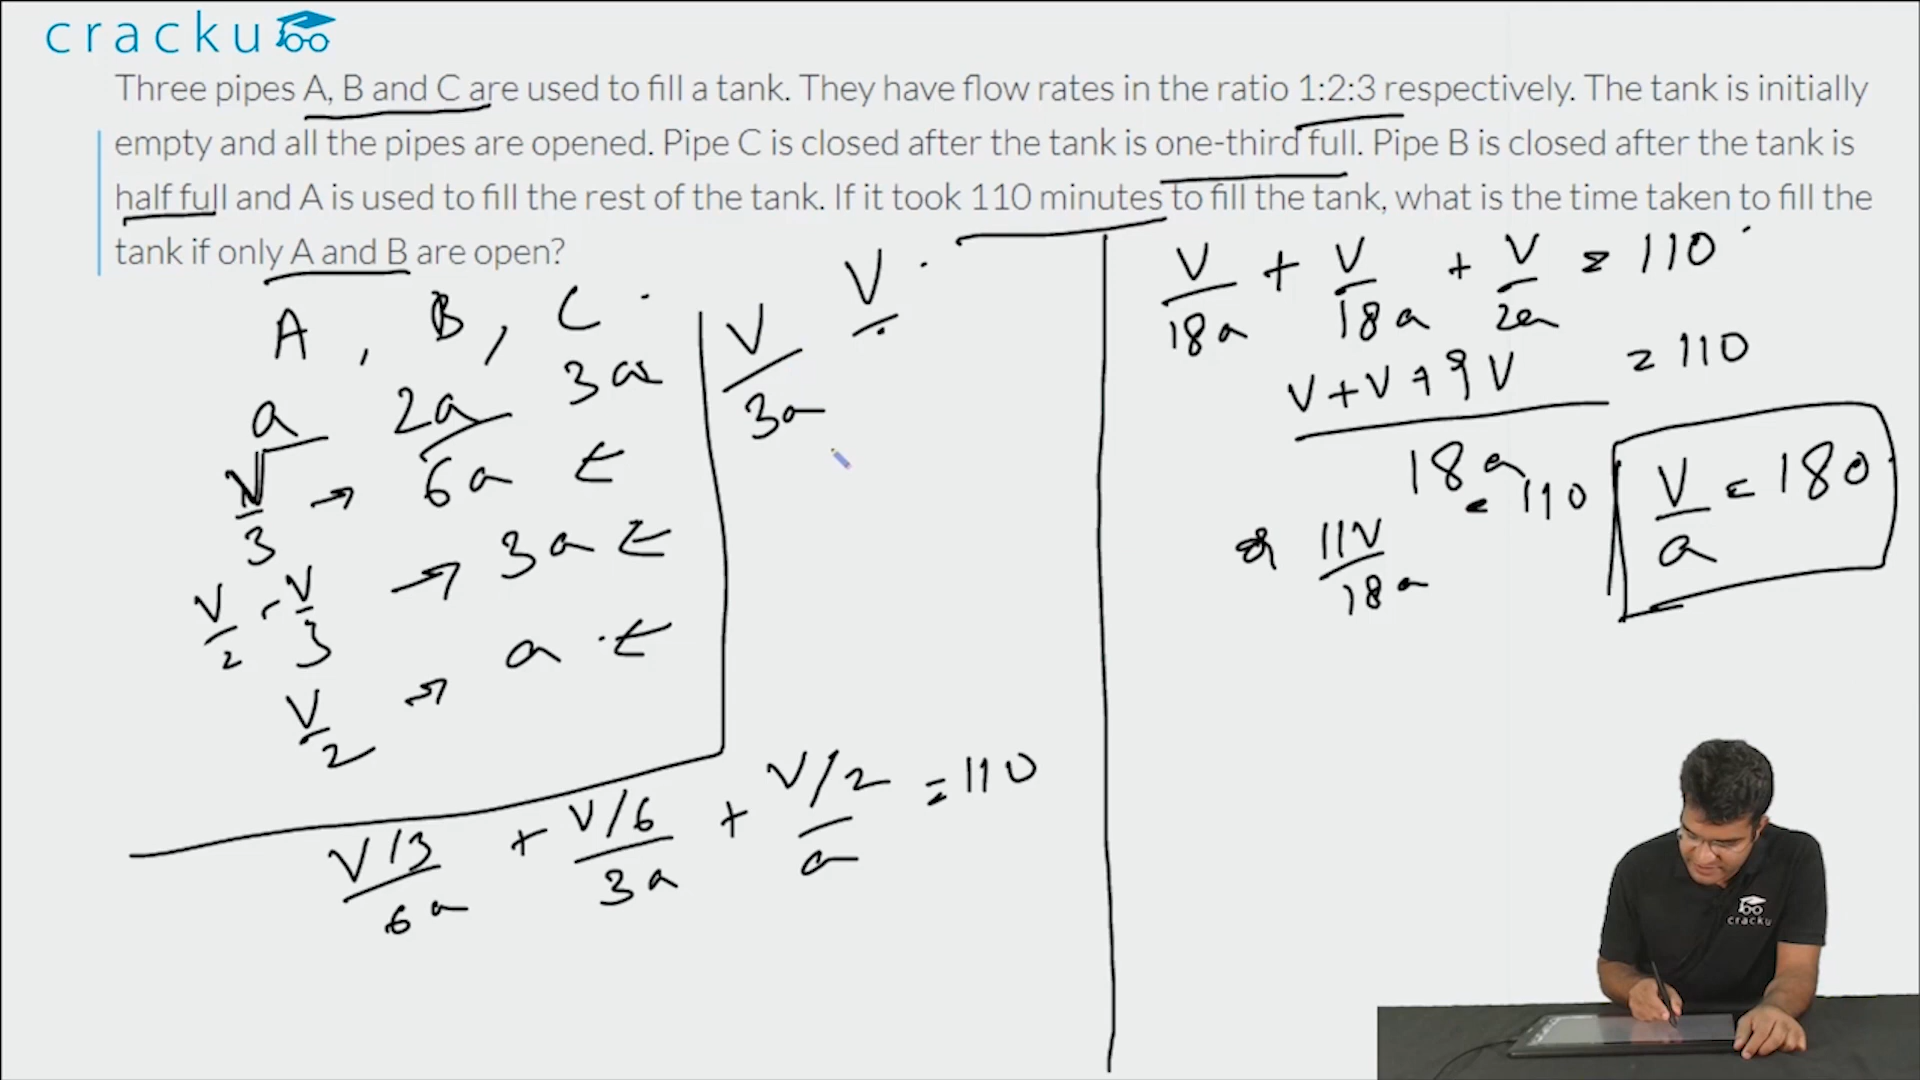 cracku
Three pipes A, B and C are used to fill a tank. They have flow rates in the ratio 1:2:3 respectively. The tank is initially
empty and all the pipes are opened. Pipe C is closed after the tank is one-third full. Pipe B is closed after the tank is
half full and A is used to fill the rest of the tank. If it took 110 minutes to fill the tank, what is the time taken to fill the
tank if only A and B are open?
A , B , C
a 2a 3a
V/3 → 6a ←
V/2 - V/3 → 3a ←
V/2 → a ←
V/3a
V
(V/3)/6a + (V/6)/3a + (V/2)/a = 110
V/18a + V/18a + V/2a = 110
(V+V+9V)/18a = 110
11V/18a = 110
V/a = 180
cracku